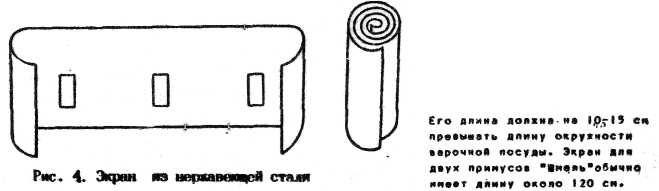 Рис. 4. Экран из нержавеющей стали
Его длина должна на 10-15 см
превышать длину окружности
варочной посуды. Экран для
двух примусов "Шмель"обычно
имеет длину около 120 см.